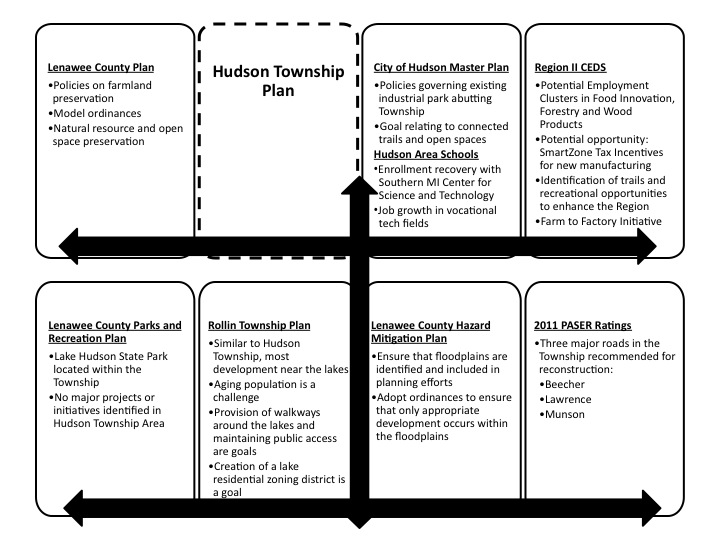 Lenawee County Plan
•Policies on farmland
preservation
•Model ordinances
•Natural resource and open
space preservation
Hudson Township
Plan
City of Hudson Master Plan
•Policies governing existing
industrial park abutting
Township
•Goal relating to connected
trails and open spaces
Hudson Area Schools
•Enrollment recovery with
Southern MI Center for
Science and Technology
•Job growth in vocational
tech fields
Region II CEDS
•Potential Employment
Clusters in Food Innovation,
Forestry and Wood
Products
•Potential opportunity:
SmartZone Tax Incentives
for new manufacturing
•Identification of trails and
recreational opportunities
to enhance the Region
•Farm to Factory Initiative
Lenawee County Parks and
Recreation Plan
•Lake Hudson State Park
located within the
Township
•No major projects or
initiatives identified in
Hudson Township Area
Rollin Township Plan
•Similar to Hudson
Township, most
development near the lakes
•Aging population is a
challenge
•Provision of walkways
around the lakes and
maintaining public access
are goals
•Creation of a lake
residential zoning district is
a goal
Lenawee County Hazard
Mitigation Plan
•Ensure that floodplains are
identified and included in
planning efforts
•Adopt ordinances to ensure
that only appropriate
development occurs within
the floodplains
2011 PASER Ratings
•Three major roads in the
Township recommended for
reconstruction:
•Beecher
•Lawrence
•Munson